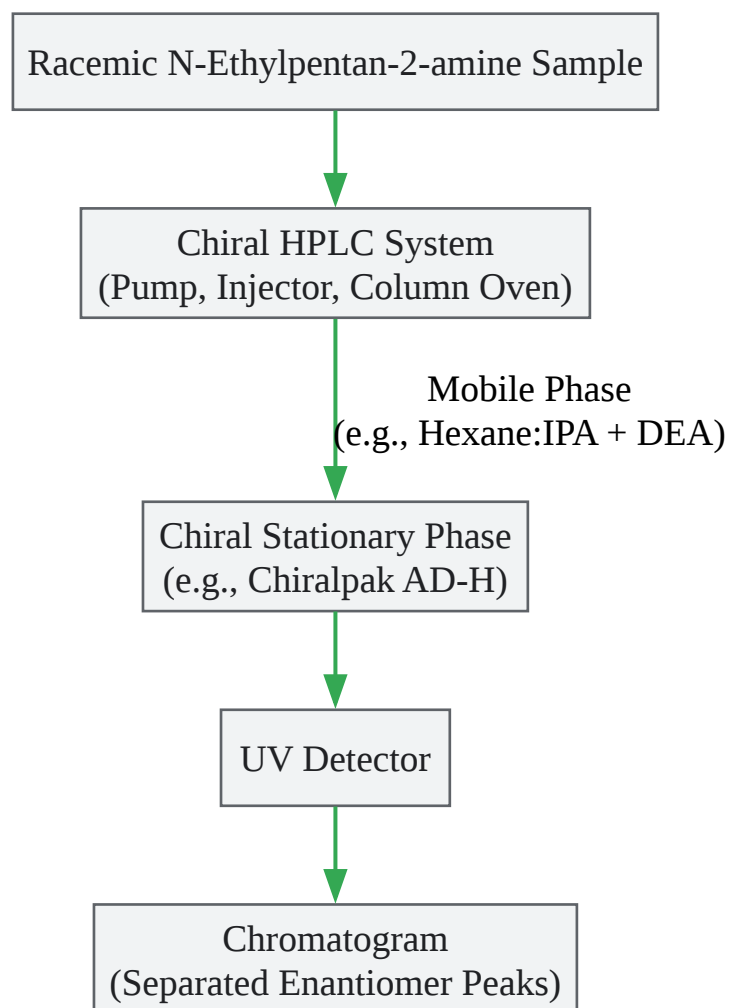 Racemic N-Ethylpentan-2-amine Sample
Chiral HPLC System
(Pump, Injector, Column Oven)
Mobile Phase
(e.g., Hexane:IPA + DEA)
Chiral Stationary Phase
(e.g., Chiralpak AD-H)
UV Detector
Chromatogram
(Separated Enantiomer Peaks)